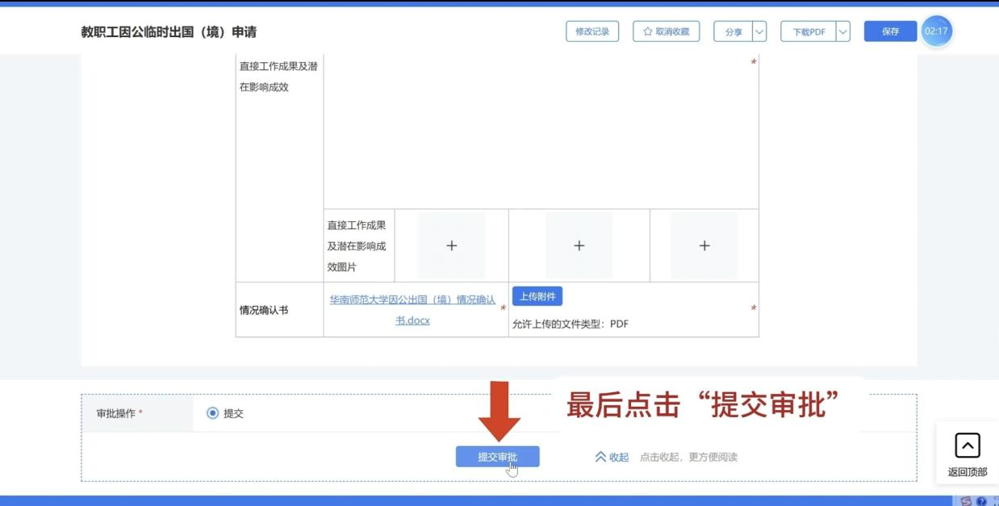 教职工因公临时出国（境）申请
修改记录
取消收藏
分享
下载PDF
保存
02:17
直接工作成果及潜
在影响成效
*
直接工作成果
及潜在影响成
效图片
+
+
+
情况确认书
华南师范大学因公出国（境）情况确认
书.docx
*
上传附件
允许上传的文件类型：PDF
*
审批操作 *
提交
最后点击“提交审批”
提交审批
收起
点击收起，更方便阅读
返回顶部